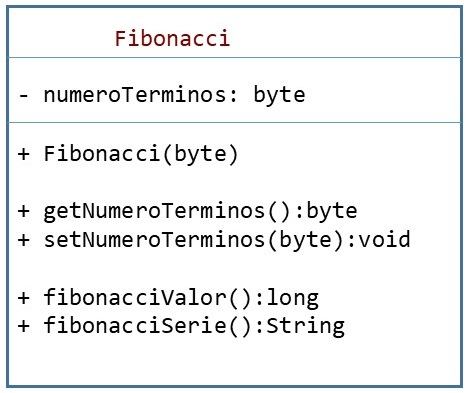 Fibonacci
- numeroTerminos: byte
+ Fibonacci(byte)
+ getNumeroTerminos():byte
+ setNumeroTerminos(byte):void
+ fibonacciValor():long
+ fibonacciSerie():String